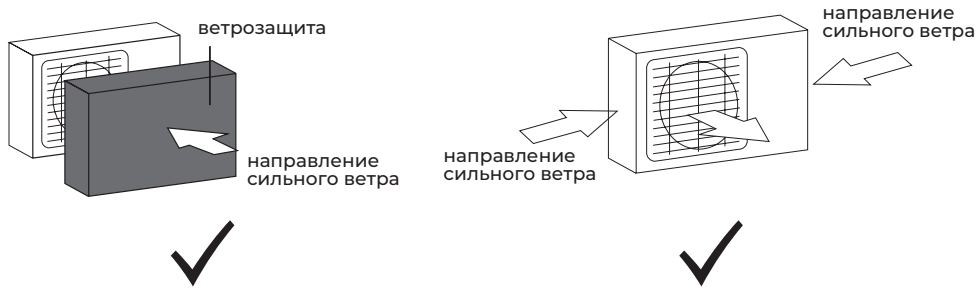 ветрозащита
направление
сильного ветра
направление
сильного ветра
направление
сильного ветра